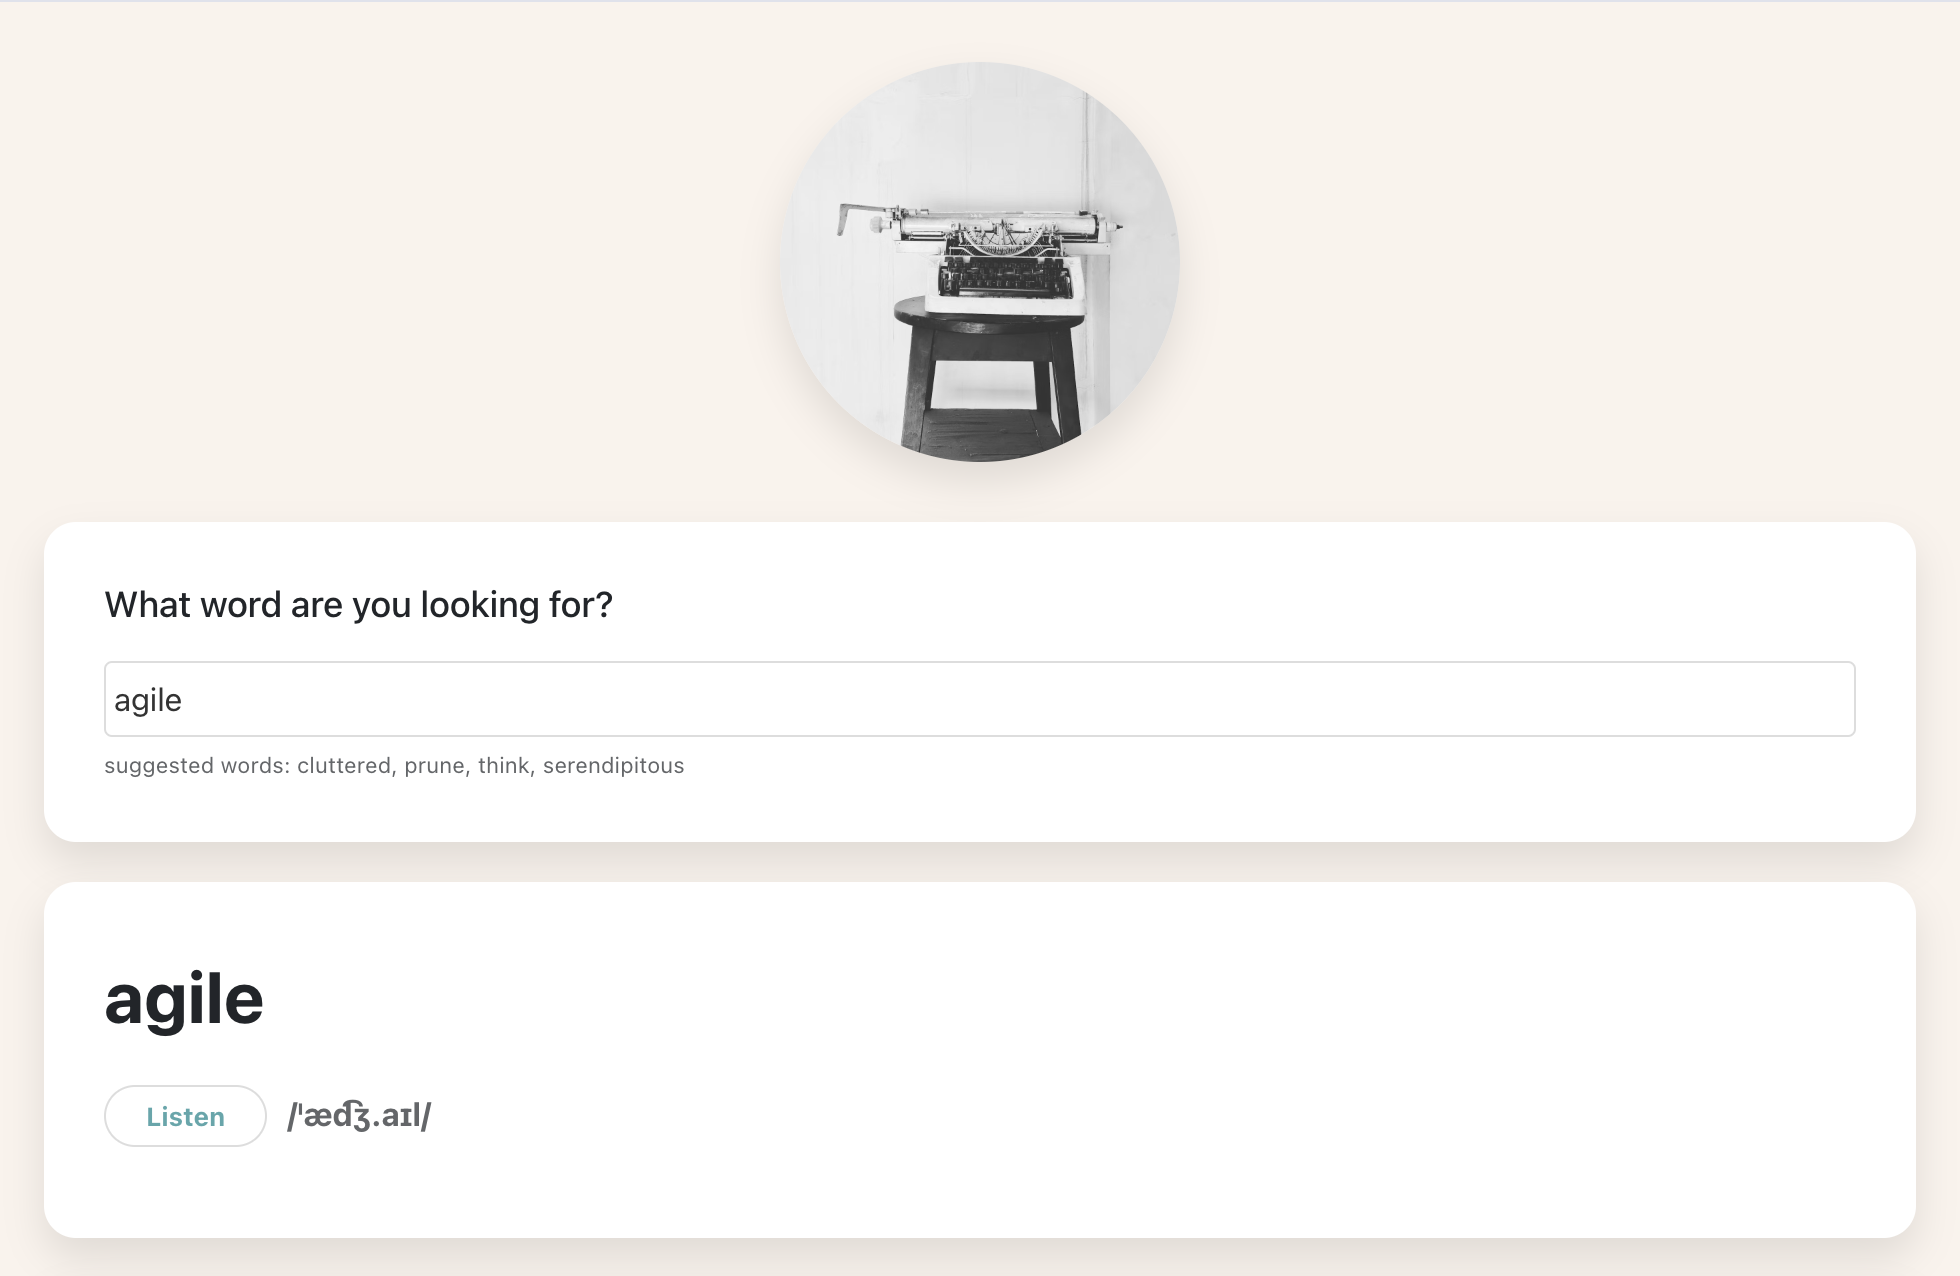 What word are you looking for?
agile
suggested words: cluttered, prune, think, serendipitous
agile
Listen /ˈæd͡ʒ.aɪl/